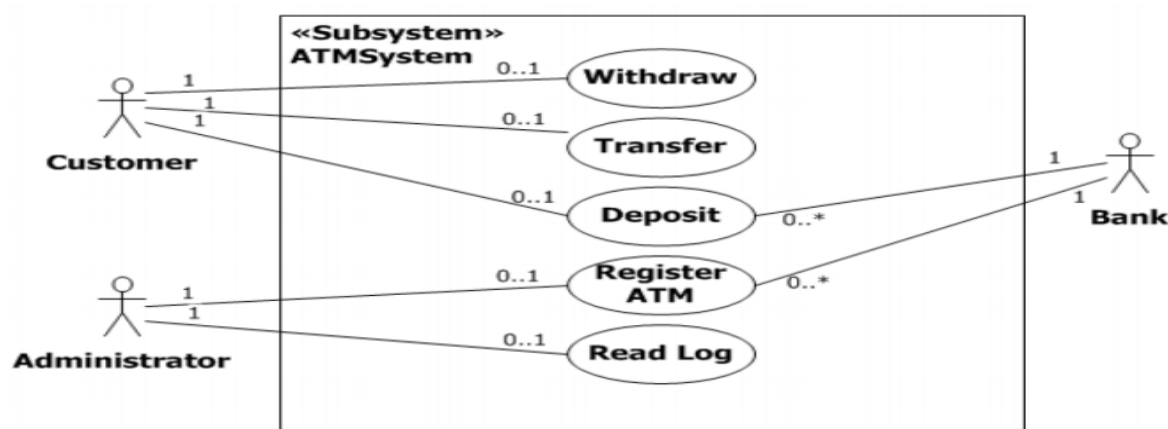 «Subsystem»
ATMSystem
1
0..1
Withdraw
1
0..1
Transfer
1
Customer
0..1
Deposit
0..*
1
1
Bank
1
0..1
Register
ATM
0..*
1
Administrator
0..1
Read Log